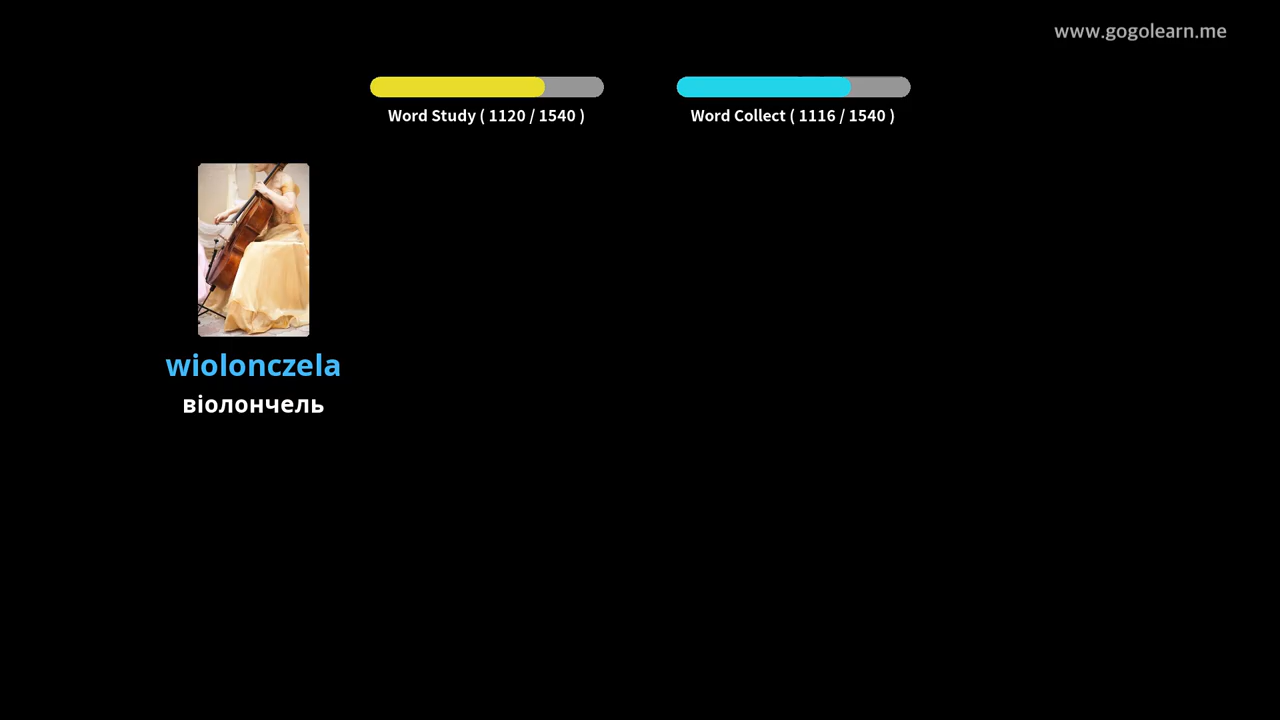 www.gogolearn.me
Word Study ( 1120 / 1540 )
Word Collect ( 1116 / 1540 )
wiolonczela
віолончель